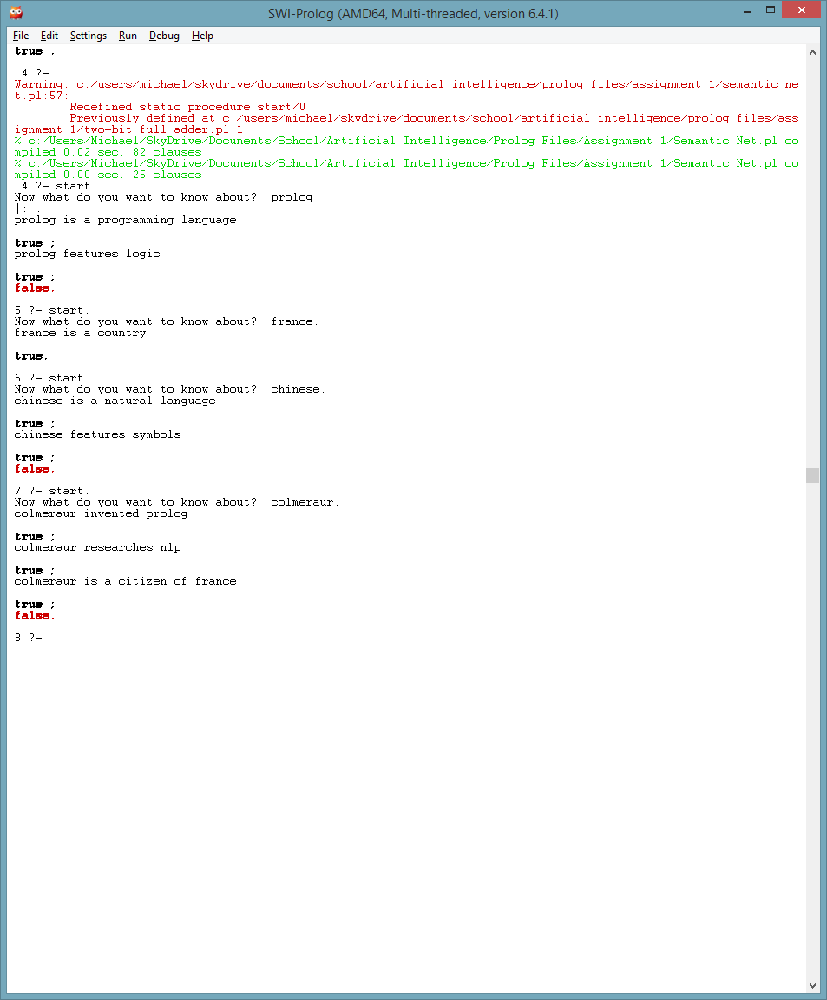 SWI-Prolog (AMD64, Multi-threaded, version 6.4.1)
File Edit Settings Run Debug Help
true .
4 ?-
Warning: c:/users/michael/skydrive/documents/school/artificial intelligence/prolog files/assignment 1/semantic ne
t.pl:57:
Redefined static procedure start/0
Previously defined at c:/users/michael/skydrive/documents/school/artificial intelligence/prolog files/ass
ignment 1/two-bit full adder.pl:1
% c:/Users/Michael/SkyDrive/Documents/School/Artificial Intelligence/Prolog Files/Assignment 1/Semantic Net.pl co
mpiled 0.02 sec, 82 clauses
% c:/Users/Michael/SkyDrive/Documents/School/Artificial Intelligence/Prolog Files/Assignment 1/Semantic Net.pl co
mpiled 0.00 sec, 25 clauses
4 ?- start.
Now what do you want to know about?  prolog
|: .
prolog is a programming language
true ;
prolog features logic
true ;
false.
5 ?- start.
Now what do you want to know about?  france.
france is a country
true.
6 ?- start.
Now what do you want to know about?  chinese.
chinese is a natural language
true ;
chinese features symbols
true ;
false.
7 ?- start.
Now what do you want to know about?  colmeraur.
colmeraur invented prolog
true ;
colmeraur researches nlp
true ;
colmeraur is a citizen of france
true ;
false.
8 ?-